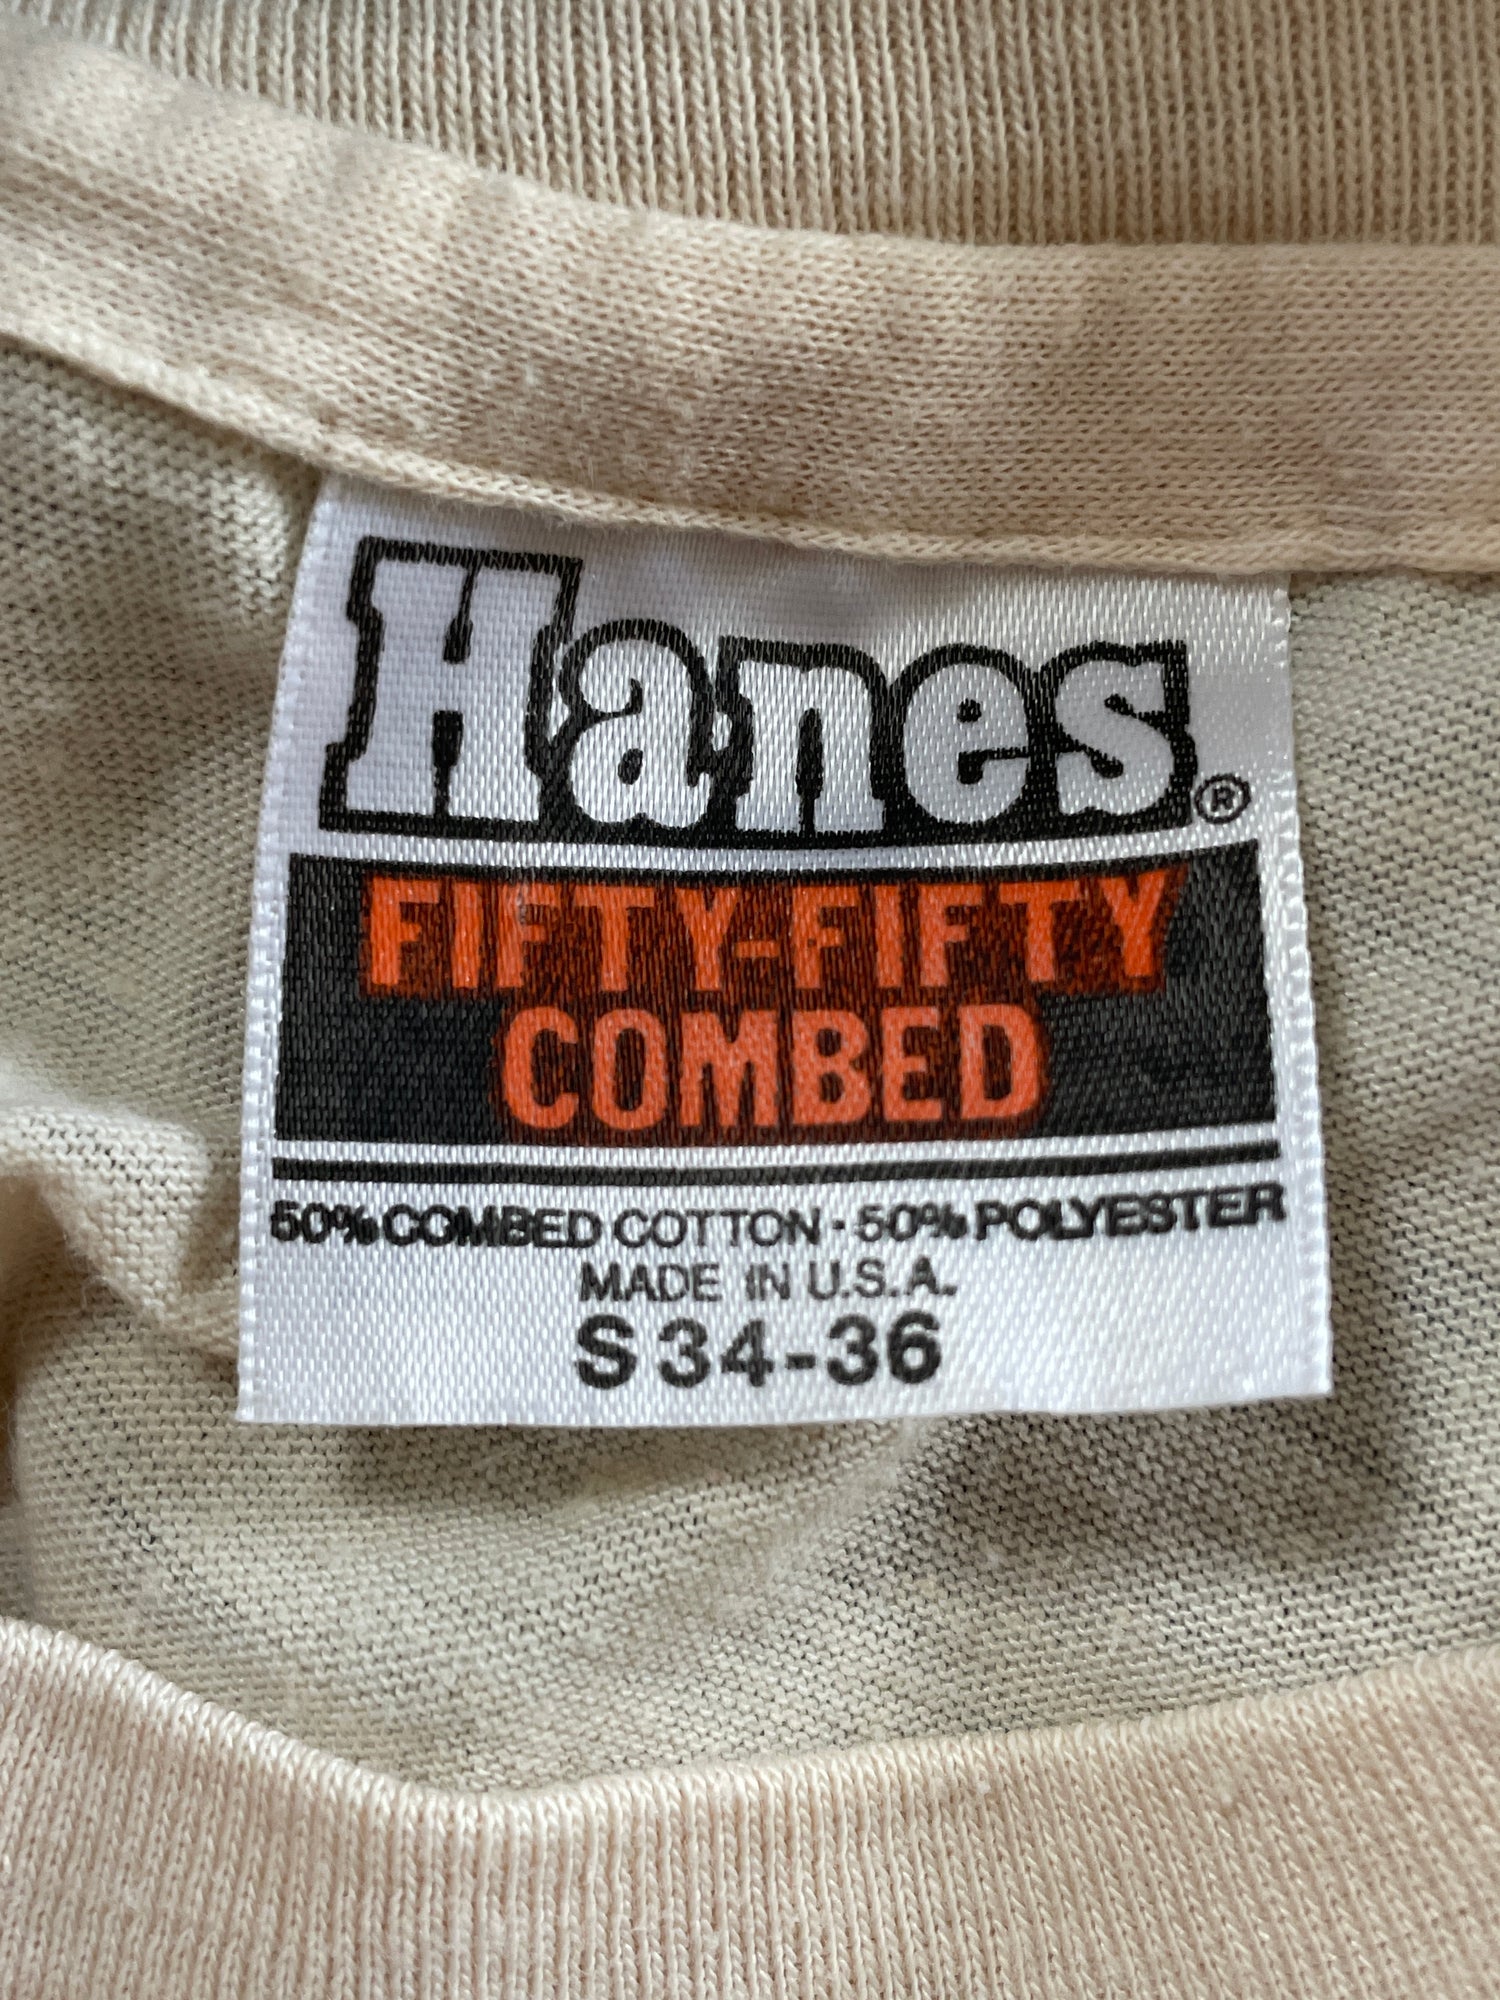 Hanes®
FIFTY-FIFTY
COMBED
50% COMBED COTTON · 50% POLYESTER
MADE IN U.S.A.
S 34-36